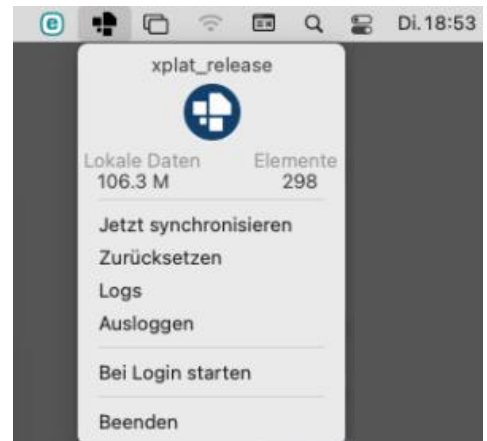 e
Di. 18:53
xplat_release
Lokale Daten Elemente
106.3 M 298
Jetzt synchronisieren
Zurücksetzen
Logs
Ausloggen
Bei Login starten
Beenden